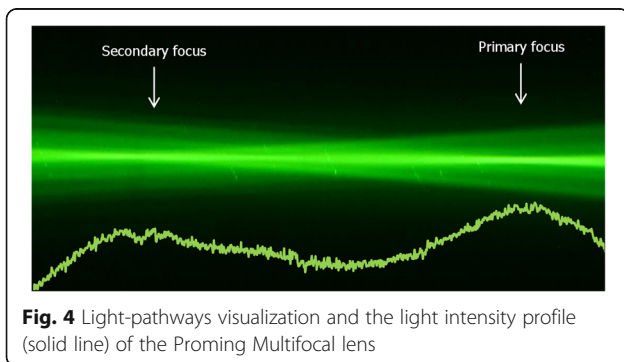 Secondary focus
Primary focus
Fig. 4 Light-pathways visualization and the light intensity profile
(solid line) of the Proming Multifocal lens